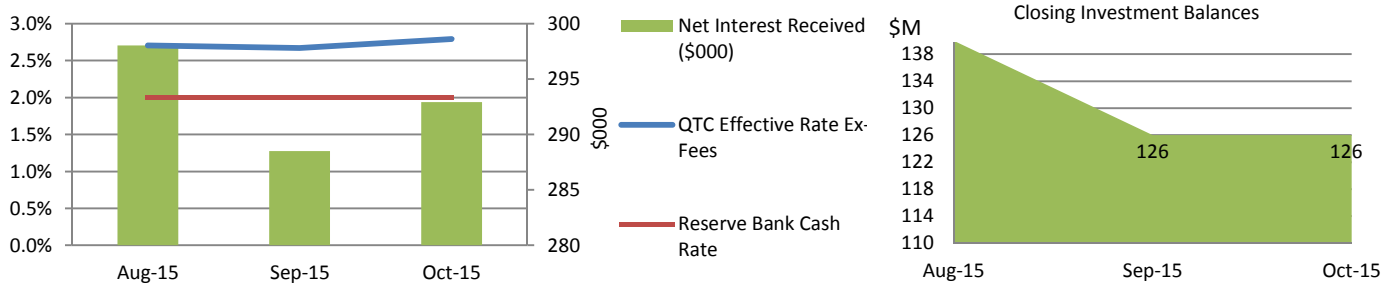 3.0%
2.5%
2.0%
1.5%
1.0%
0.5%
0.0%
Aug-15
Sep-15
Oct-15
300
295
290
285
280
$000
Net Interest Received
($000)
QTC Effective Rate Ex-
Fees
Reserve Bank Cash
Rate
Closing Investment Balances
$M
138
134
130
126
122
118
114
110
126
126
Aug-15
Sep-15
Oct-15